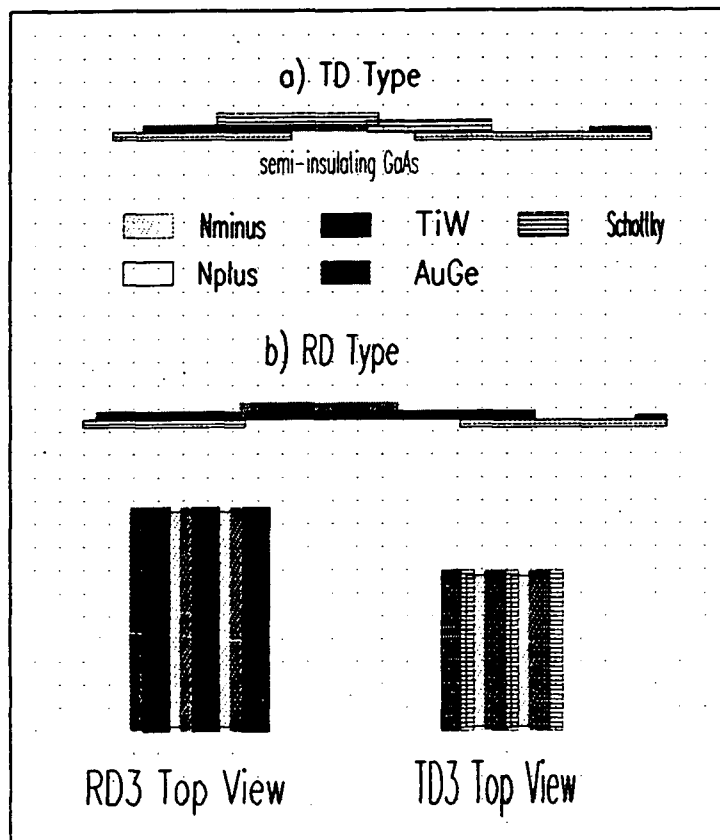 a) TD Type
semi-insulating GaAs
Nminus TiW Schottky
Nplus AuGe
b) RD Type
RD3 Top View TD3 Top View